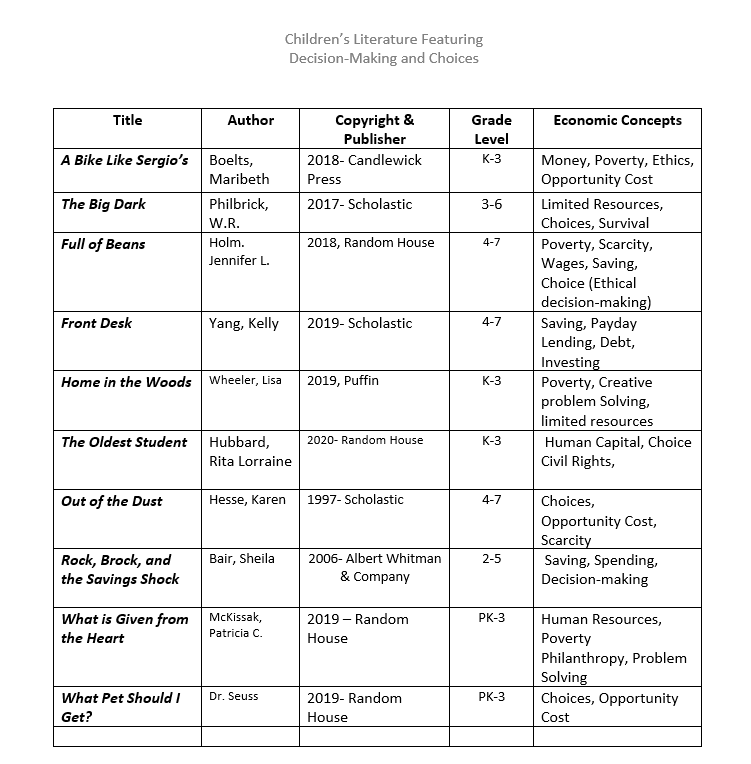 Children's Literature Featuring
Decision-Making and Choices
Title Author Copyright & Grade Economic Concepts
Publisher Level
A Bike Like Sergio's Boelts, 2018- Candlewick K-3 Money, Poverty, Ethics,
Maribeth Press Opportunity Cost
The Big Dark Philbrick, 2017- Scholastic 3-6 Limited Resources,
W.R. Choices, Survival
Full of Beans Holm. 2018, Random House 4-7 Poverty, Scarcity,
Jennifer L. Wages, Saving,
Choice (Ethical
decision-making)
Front Desk Yang, Kelly 2019- Scholastic 4-7 Saving, Payday
Lending, Debt,
Investing
Home in the Woods Wheeler, Lisa 2019, Puffin K-3 Poverty, Creative
problem Solving,
limited resources
The Oldest Student Hubbard, 2020- Random House K-3 Human Capital, Choice
Rita Lorraine Civil Rights,
Out of the Dust Hesse, Karen 1997- Scholastic 4-7 Choices,
Opportunity Cost,
Scarcity
Rock, Brock, and Bair, Sheila 2006- Albert Whitman 2-5 Saving, Spending,
the Savings Shock & Company Decision-making
What is Given from McKissak, 2019 – Random PK-3 Human Resources,
the Heart Patricia C. House Poverty
Philanthropy, Problem
Solving
What Pet Should I Dr. Seuss 2019- Random PK-3 Choices, Opportunity
Get? House Cost